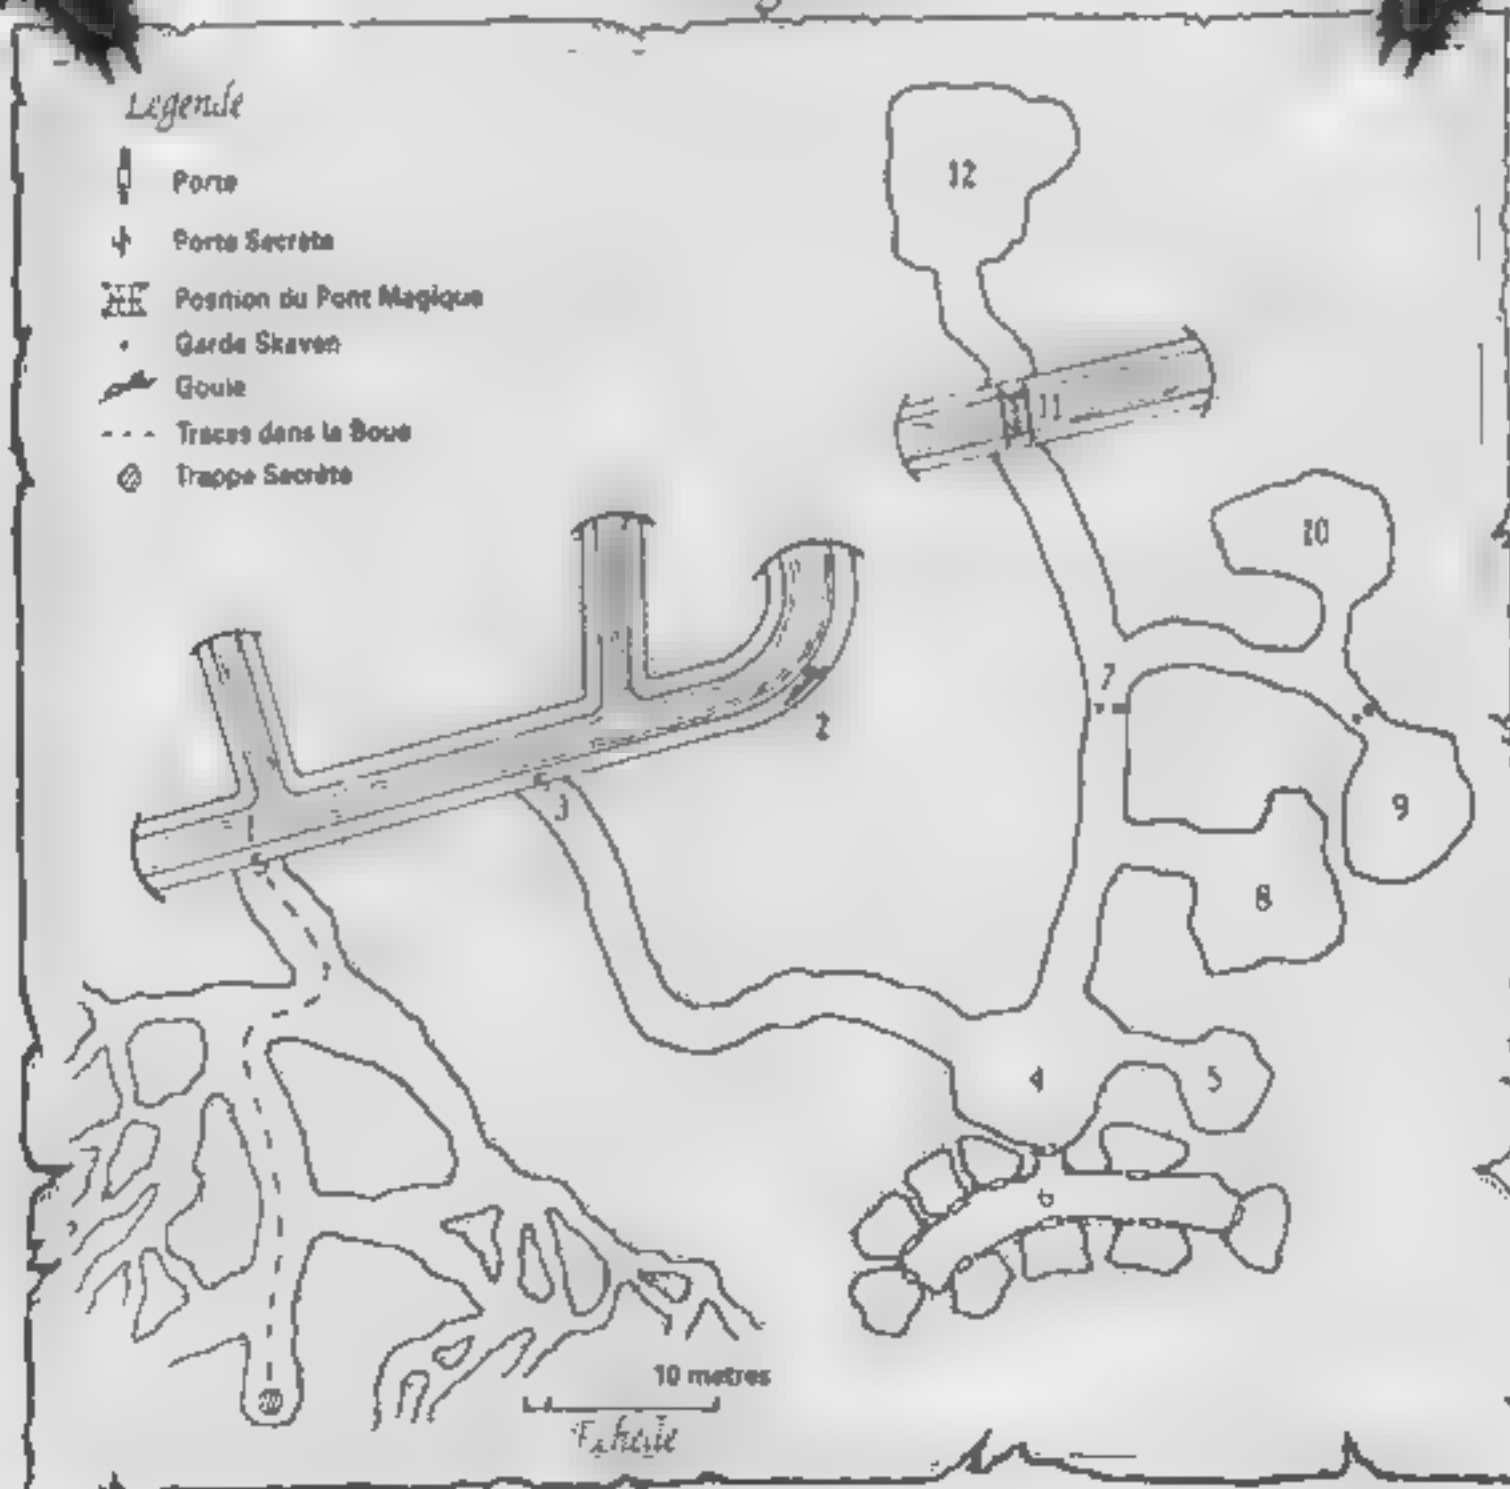 Légende
Porte
Porte Secrète
Position du Pont Magique
Garde Skaven
Goule
Traces dans la Boue
Trappe Secrète
12
11
10
7
2
1
3
9
8
4
5
6
10 metres
Echelle